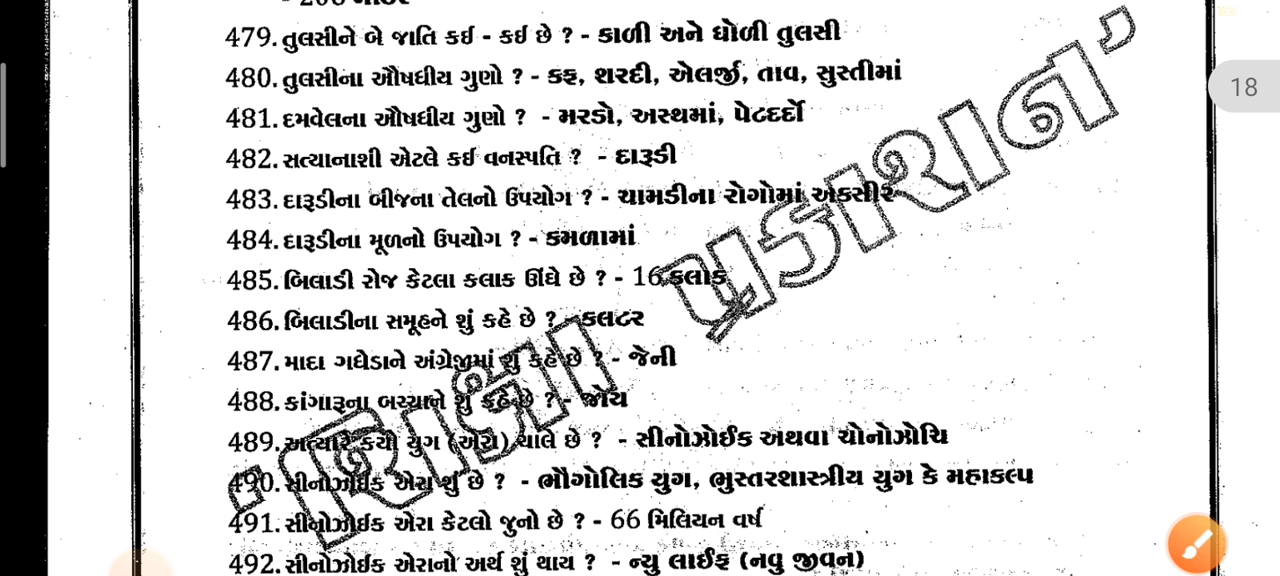 479. તુલસીને બે જાતિ કઈ - કઈ છે ? - કાળી અને ધોળી તુલસી
480. તુલસીના ઔષધીય ગુણો ? - કફ, શરદી, એલર્જી, તાવ, સુસ્તીમાં
481. દમવેલના ઔષધીય ગુણો ? - મરડો, અસ્થમાં, પેટદર્દો
18
482. સત્યાનાશી એટલે કઈ વનસ્પતિ ? - દારૂડી
483. દારૂડીના બીજના તેલનો ઉપયોગ ? - ચામડીના રોગોમાં અકસીર
484. દારૂડીના મૂળનો ઉપયોગ ? - કમળામાં
485. બિલાડી રોજ કેટલા કલાક ઊંઘે છે ? - 16 કલાક
486. બિલાડીના સમૂહને શું કહે છે ? - કલટર
487. માદા ગધેડાને અંગ્રેજીમાં શું કહે છે ? - જેની
488. કાંગારૂના બચ્ચાને શું કહે છે ? - જોય
489. અત્યારે કયો યુગ (એરા) ચાલે છે ? - સીનોઝોઈક અથવા ચોનોઝોચિ
490. સીનોઝોઈક એરા શું છે ? - ભૌગોલિક યુગ, ભુસ્તરશાસ્ત્રીય યુગ કે મહાકલ્પ
491. સીનોઝોઈક એરા કેટલો જુનો છે ? - 66 મિલિયન વર્ષ
492. સીનોઝોઈક એરાનો અર્થ શું થાય ? - ન્યુ લાઈફ (નવુ જીવન)